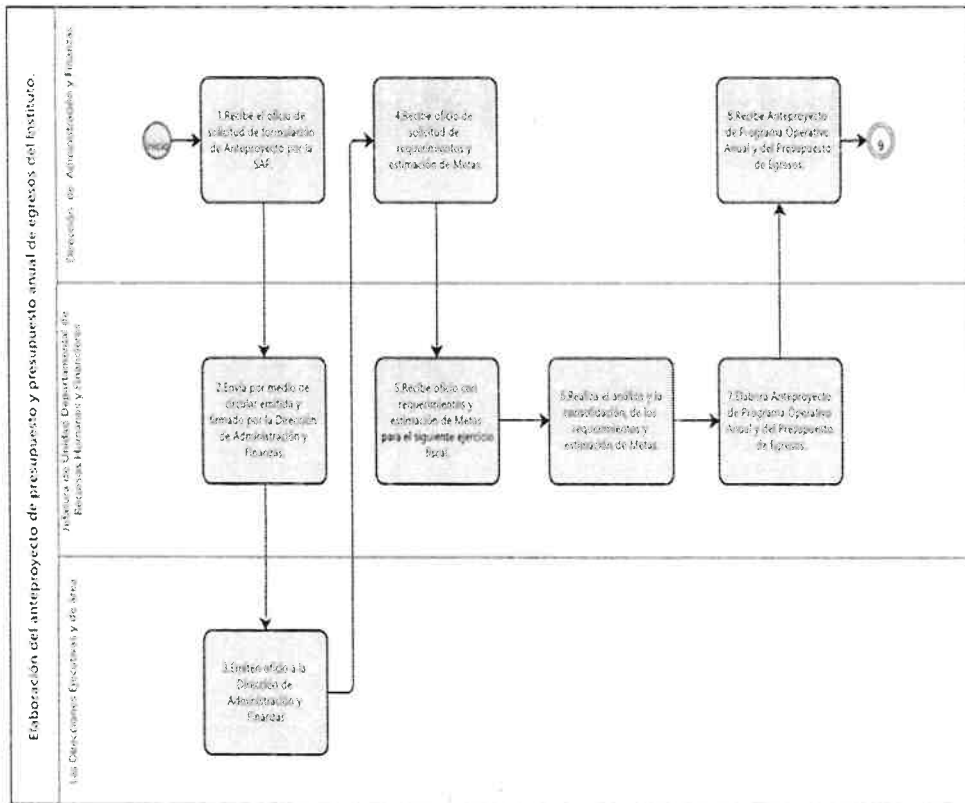 Elaboración del anteproyecto de presupuesto y presupuesto anual de egresos del Instituto.
Dirección de Administración y Finanzas
Inicio
1.Recibe el oficio de
solicitud de formulación
de Anteproyecto por la
SAF.
4.Recibe oficio de
solicitud de
requerimientos y
estimación de Metas.
8.Recibe Anteproyecto
de Programa Operativo
Anual y del Presupuesto
de Egresos.
9
Jefatura de Unidad Departamental de
Recursos Humanos y Financieros
2.Envía por medio de
circular emitida y
firmado por la Dirección
de Administración y
Finanzas.
5.Recibe oficio con
requerimientos y
estimación de Metas
para el siguiente ejercicio
fiscal.
6.Realiza el análisis y la
consolidación, de los
requerimientos y
estimación de Metas.
7.Elabora Anteproyecto
de Programa Operativo
Anual y del Presupuesto
de Egresos.
Las Direcciones Ejecutivas y de área
3.Emiten oficio a la
Dirección de
Administración y
Finanzas